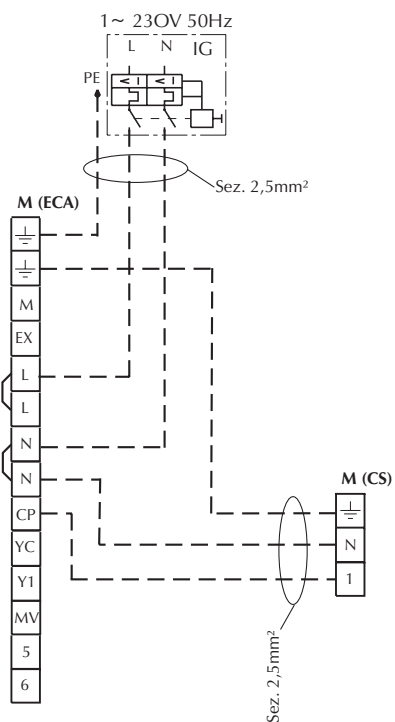 1~ 230V 50Hz
L N IG
PE
Sez. 2,5mm²
M (ECA)
M
EX
L
L
N
N
CP
YC
Y1
MV
5
6
M (CS)
N
1
Sez. 2,5mm²